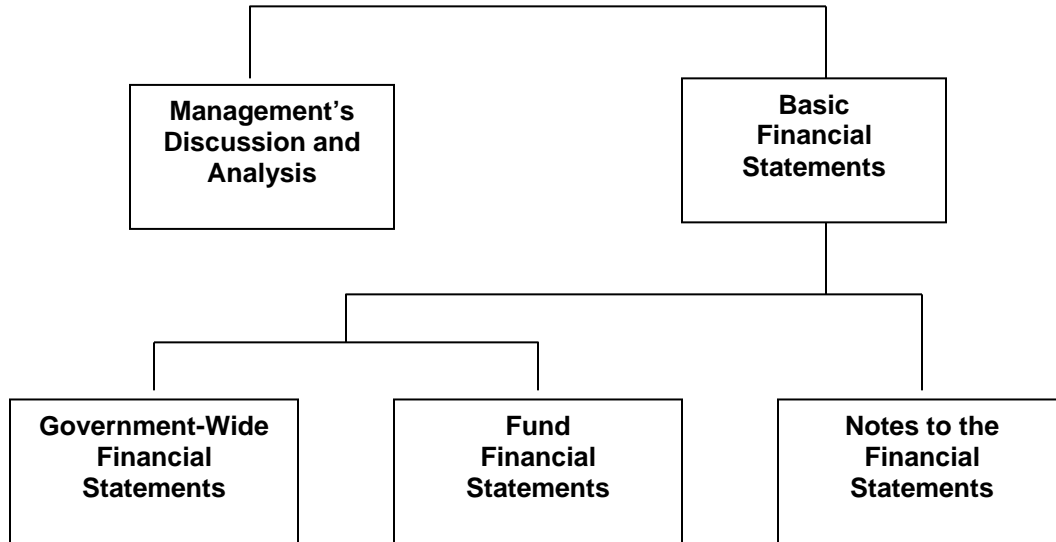 Management’s
Discussion and
Analysis
Basic
Financial
Statements
Government-Wide
Financial
Statements
Fund
Financial
Statements
Notes to the
Financial
Statements